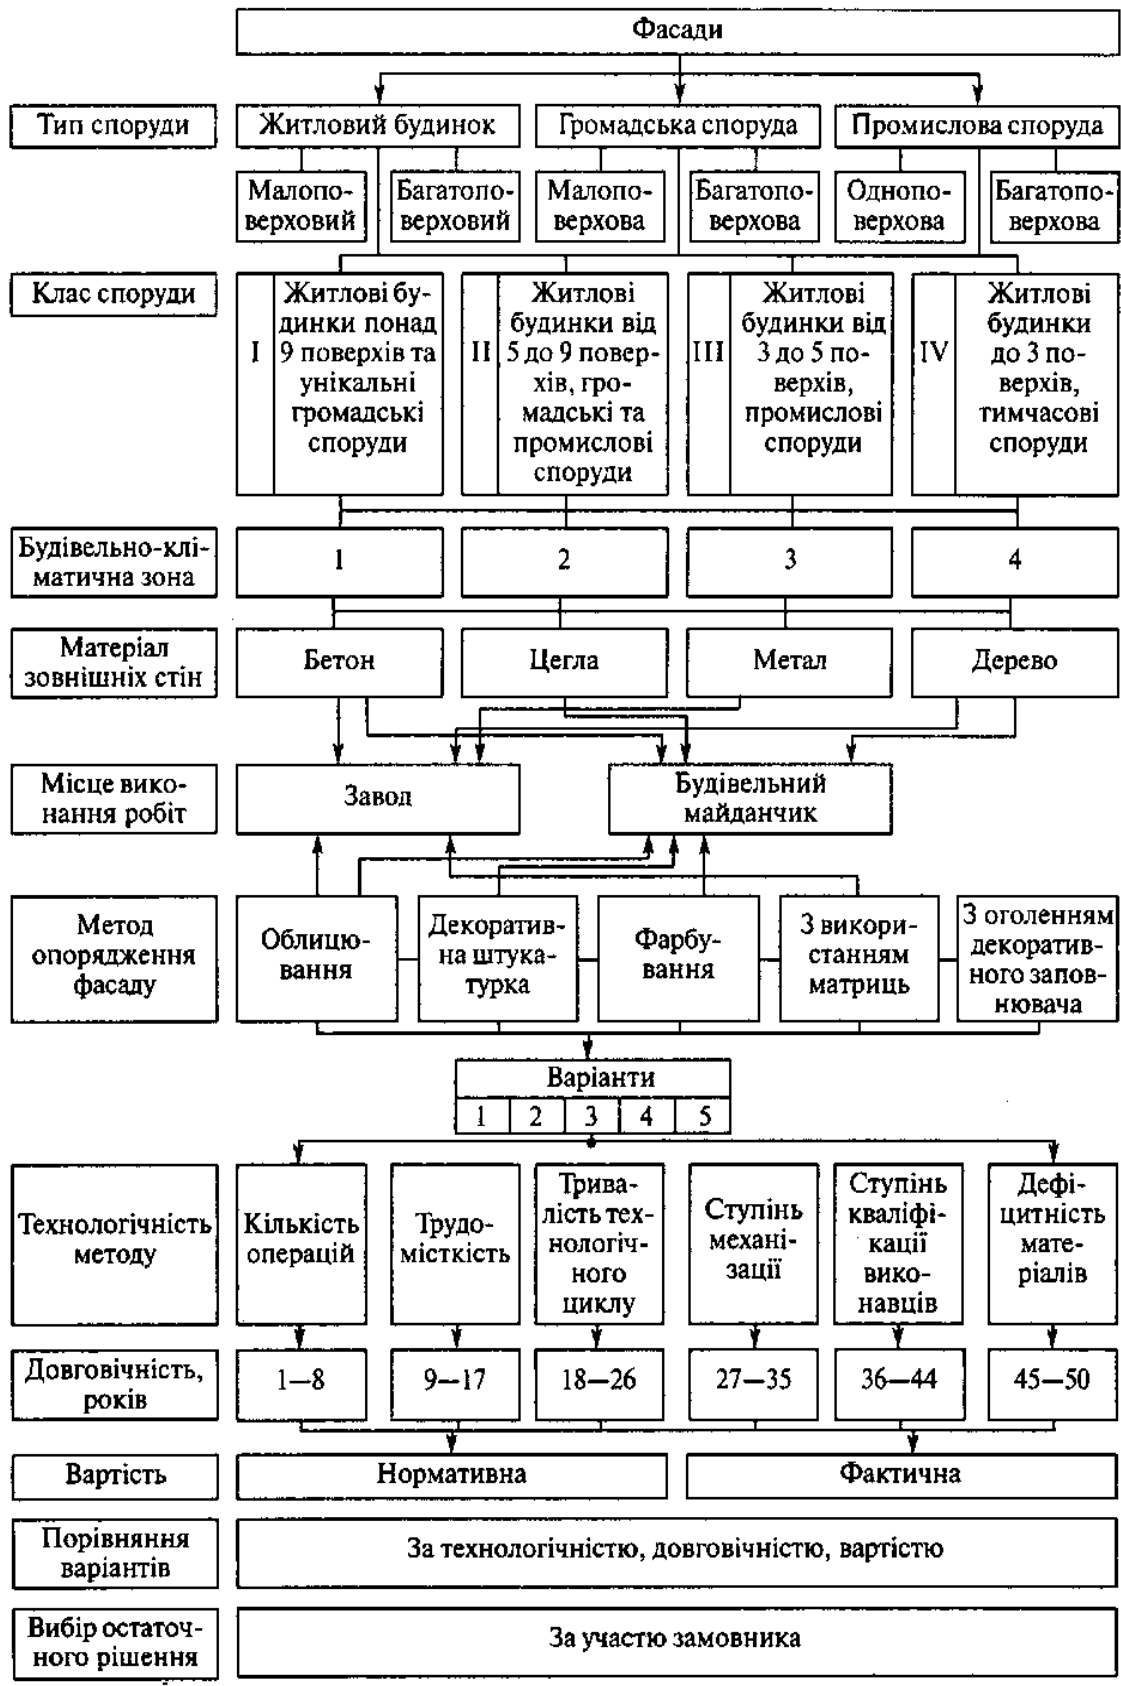 Фасади
Тип споруди
Житловий будинок
Громадська споруда
Промислова споруда
Малопо-
верховий
Багатопо-
верховий
Малопо-
верхова
Багатопо-
верхова
Однопо-
верхова
Багатопо-
верхова
Клас споруди
I
Житлові бу-
динки понад
9 поверхів та
унікальні
громадські
споруди
II
Житлові
будинки від
5 до 9 повер-
хів, гро-
мадські та
промислові
споруди
III
Житлові
будинки від
3 до 5 по-
верхів,
промислові
споруди
IV
Житлові
будинки
до 3 по-
верхів,
тимчасові
споруди
Будівельно-клі-
матична зона
1
2
3
4
Матеріал
зовнішніх стін
Бетон
Цегла
Метал
Дерево
Місце вико-
нання робіт
Завод
Будівельний
майданчик
Метод
опорядження
фасаду
Облицю-
вання
Декоратив-
на штука-
турка
Фарбу-
вання
З викори-
станням
матриць
З оголенням
декоратив-
ного запов-
нювача
Варіанти
1 2 3 4 5
Технологічність
методу
Кількість
операцій
Трудо-
місткість
Трива-
лість тех-
нологіч-
ного
циклу
Ступінь
механі-
зації
Ступінь
кваліфі-
кації
вико-
навців
Дефі-
цитність
мате-
ріалів
Довговічність,
років
1—8
9—17
18—26
27—35
36—44
45—50
Вартість
Нормативна
Фактична
Порівняння
варіантів
За технологічністю, довговічністю, вартістю
Вибір остаточ-
ного рішення
За участю замовника